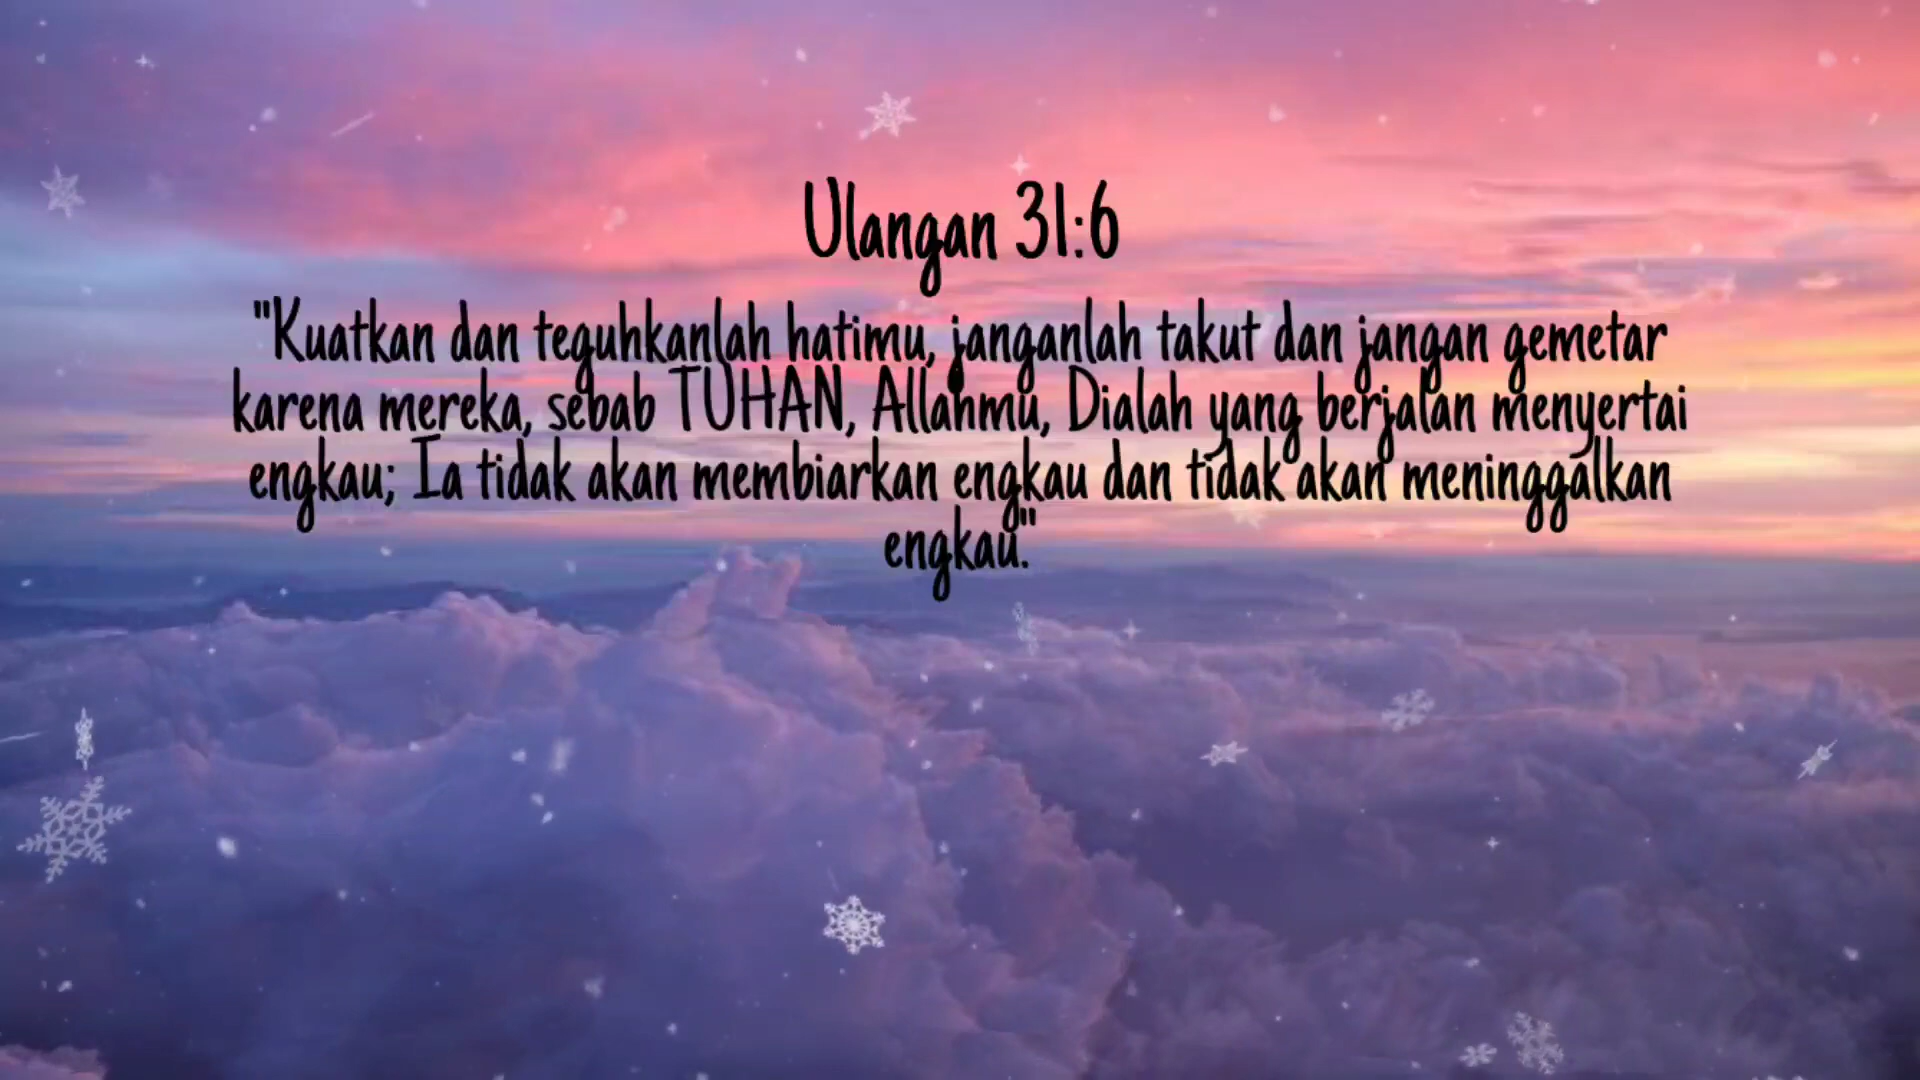 Ulangan 31:6
"Kuatkan dan teguhkanlah hatimu, janganlah takut dan jangan gemetar
karena mereka, sebab TUHAN, Allahmu, Dialah yang berjalan menyertai
engkau; Ia tidak akan membiarkan engkau dan tidak akan meninggalkan
engkau."